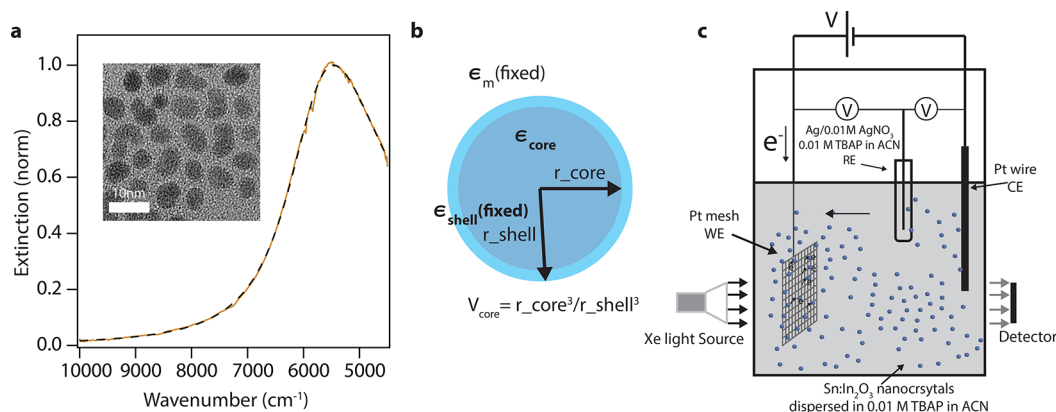 a
Extinction (norm)
1.0
0.8
0.6
0.4
0.2
0.0
10nm
10000 9000 8000 7000 6000 5000
Wavenumber (cm⁻¹)
b
ϵm(fixed)
ϵcore
r_core
ϵshell(fixed)
r_shell
Vcore = r_core³/r_shell³
c
V
V
V
e⁻
Ag/0.01M AgNO₃
0.01 M TBAP in ACN
RE
Pt wire
CE
Pt mesh
WE
Xe light Source
Detector
Sn:In₂O₃ nanocrsytals
dispersed in 0.01 M TBAP in ACN